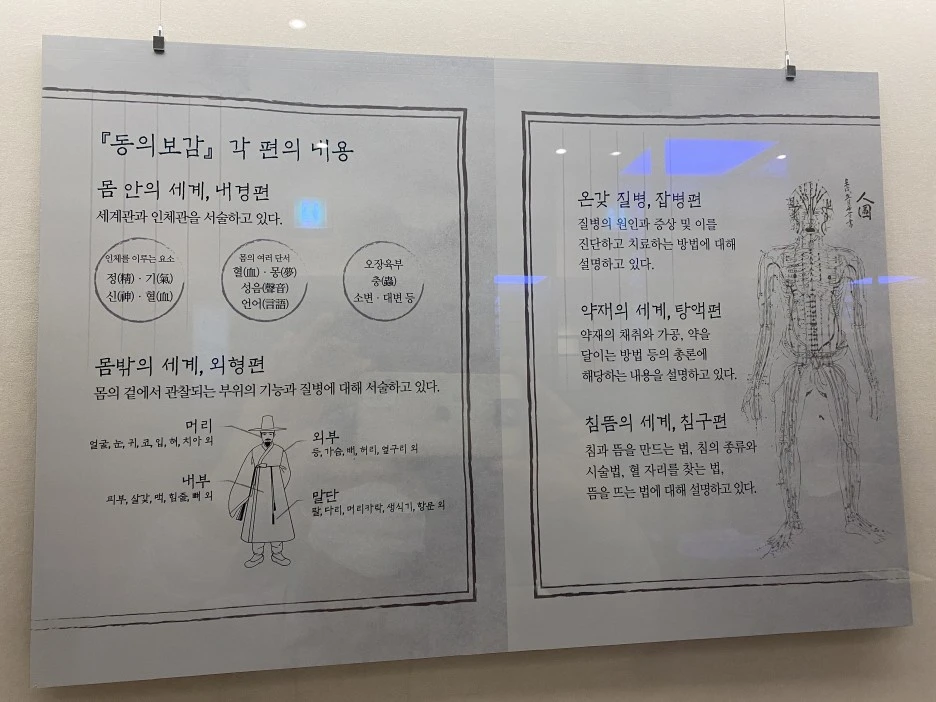 『동의보감』 각 편의 내용
몸 안의 세계, 내경편
세계관과 인체관을 서술하고 있다.
인체를 이루는 요소
정(精)·기(氣)
신(神)·혈(血)
몸의 여러 단서
혈(血)·몽(夢)
성음(聲音)
언어(言語)
오장육부
충(蟲)
소변·대변 등
몸밖의 세계, 외형편
몸의 겉에서 관찰되는 부위의 기능과 질병에 대해 서술하고 있다.
머리
얼굴, 눈, 귀, 코, 입, 혀, 치아 외
외부
등, 가슴, 배, 허리, 옆구리 외
내부
피부, 살갗, 맥, 힘줄, 뼈 외
말단
팔, 다리, 머리카락, 생식기, 항문 외
온갖 질병, 잡병편
질병의 원인과 증상 및 이를
진단하고 치료하는 방법에 대해
설명하고 있다.
약재의 세계, 탕액편
약재의 채취와 가공, 약을
달이는 방법 등의 총론에
해당하는 내용을 설명하고 있다.
침뜸의 세계, 침구편
침과 뜸을 만드는 법, 침의 종류와
시술법, 혈 자리를 찾는 법,
뜸을 뜨는 법에 대해 설명하고 있다.
人圖